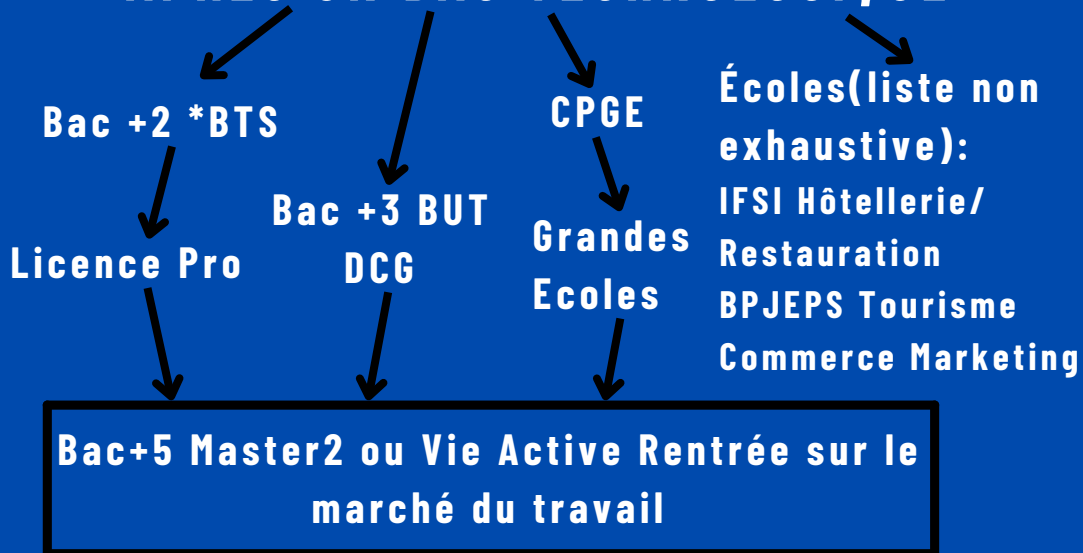 Bac +2 *BTS
Licence Pro
Bac +3 BUT
DCG
CPGE
Grandes
Ecoles
Écoles(liste non
exhaustive):
IFSI Hôtellerie/
Restauration
BPJEPS Tourisme
Commerce Marketing
Bac+5 Master2 ou Vie Active Rentrée sur le
marché du travail